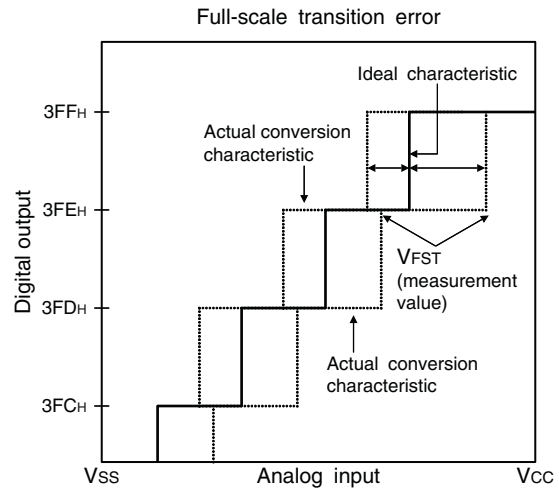 Full-scale transition error
Ideal characteristic
3FFH
Actual conversion
characteristic
3FEH
Digital output
VFST
(measurement
value)
3FDH
Actual conversion
characteristic
3FCH
VSS
Analog input
VCC